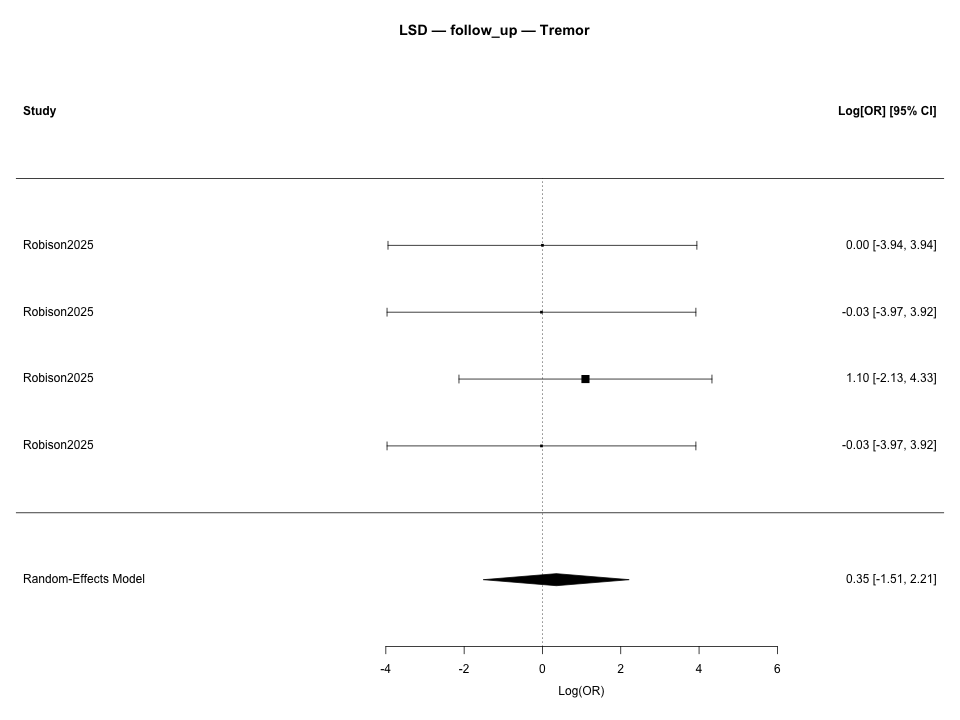 LSD — follow_up — Tremor
Study Log[OR] [95% CI]
Robison2025 0.00 [-3.94, 3.94]
Robison2025 -0.03 [-3.97, 3.92]
Robison2025 1.10 [-2.13, 4.33]
Robison2025 -0.03 [-3.97, 3.92]
Random-Effects Model 0.35 [-1.51, 2.21]
-4 -2 0 2 4 6
Log(OR)